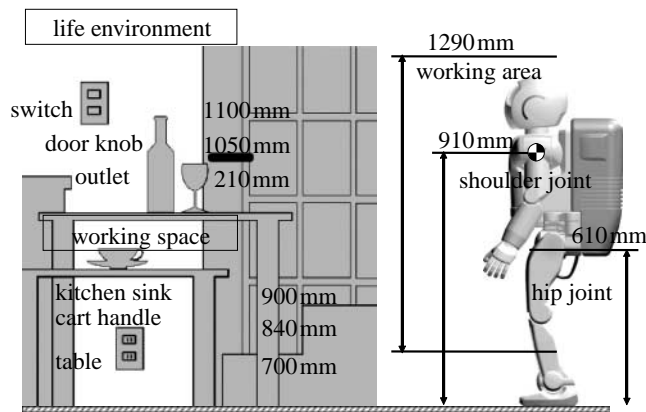 life environment
switch
1100mm
door knob
1050mm
outlet
210mm
working space
kitchen sink
900mm
cart handle
840mm
table
700mm
1290mm
working area
910mm
shoulder joint
610mm
hip joint